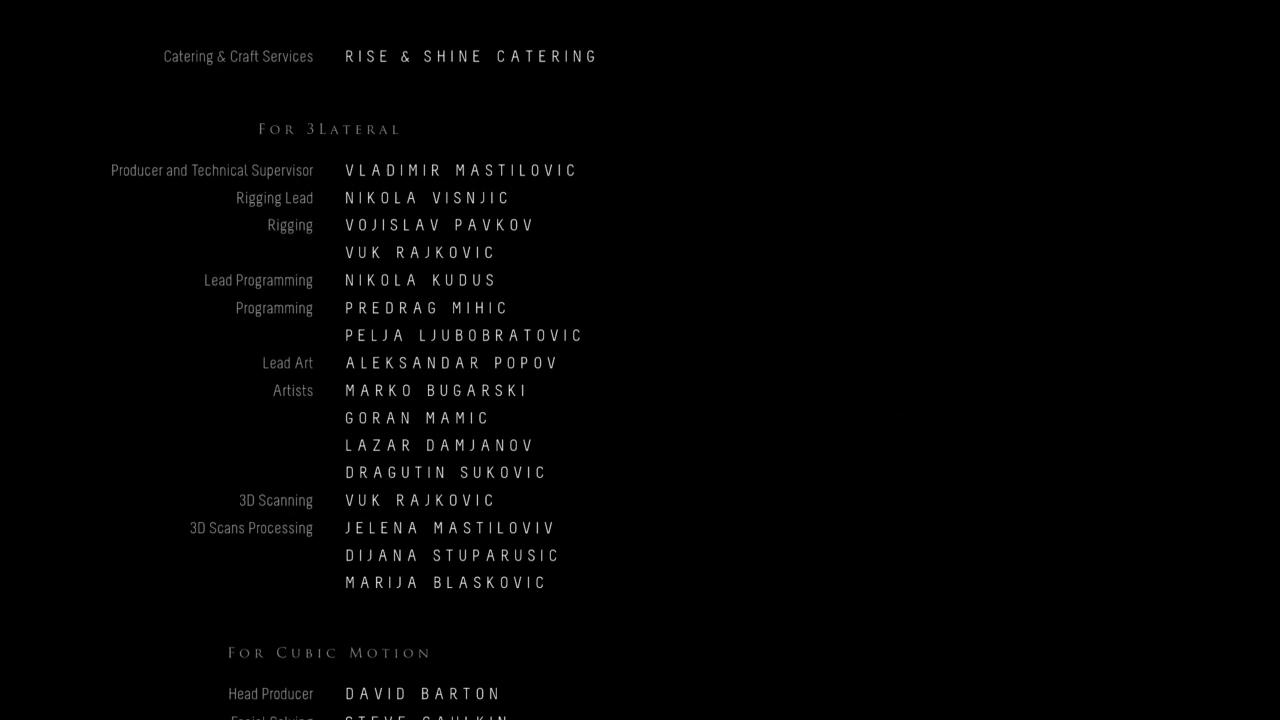 Catering & Craft Services RISE & SHINE CATERING
For 3Lateral
Producer and Technical Supervisor VLADIMIR MASTILOVIC
Rigging Lead NIKOLA VISNJIC
Rigging VOJISLAV PAVKOV
VUK RAJKOVIC
Lead Programming NIKOLA KUDUS
Programming PREDRAG MIHIC
PELJA LJUBOBRATOVIC
Lead Art ALEKSANDAR POPOV
Artists MARKO BUGARSKI
GORAN MAMIC
LAZAR DAMJANOV
DRAGUTIN SUKOVIC
3D Scanning VUK RAJKOVIC
3D Scans Processing JELENA MASTILOVIV
DIJANA STUPARUSIC
MARIJA BLASKOVIC
For Cubic Motion
Head Producer DAVID BARTON